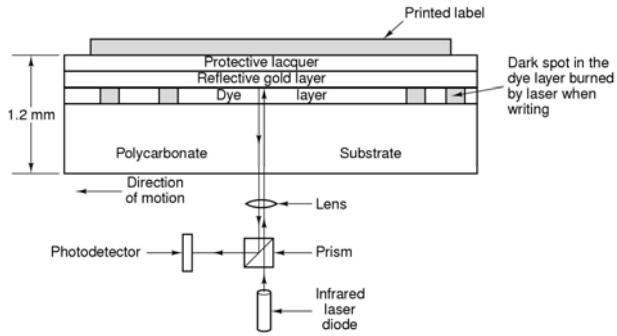 Printed label
Protective lacquer
Reflective gold layer
Dye layer
Dark spot in the
dye layer burned
by laser when
writing
1.2 mm
Polycarbonate Substrate
Direction
of motion
Lens
Photodetector
Prism
Infrared
laser
diode